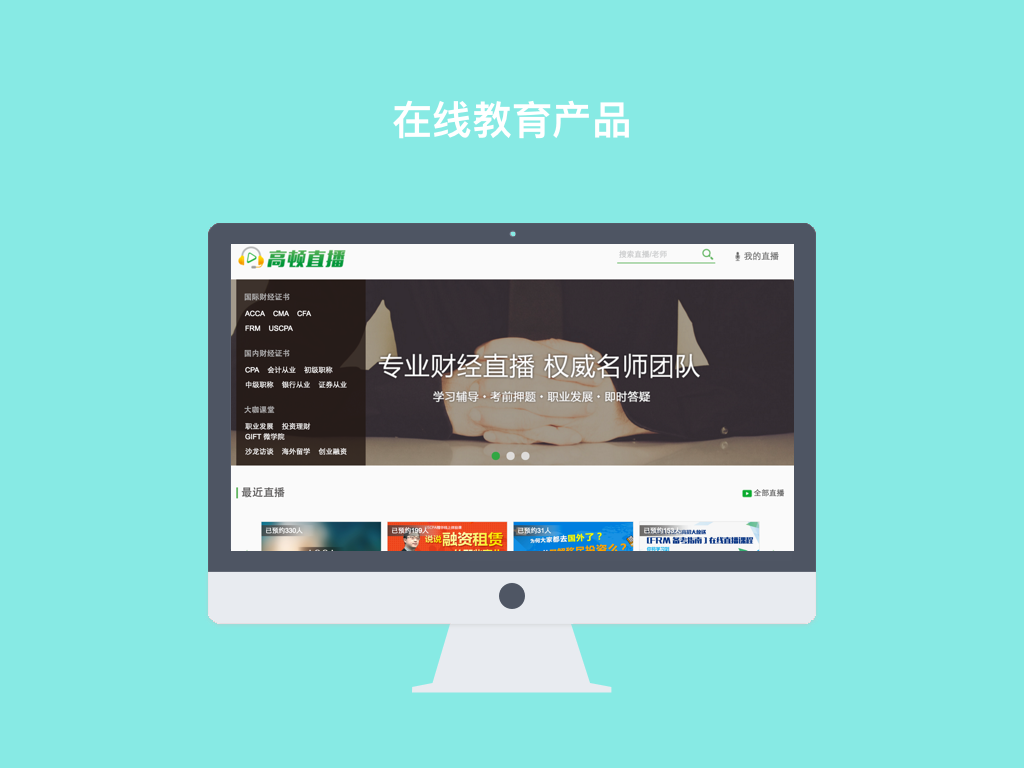 在线教育产品
高顿直播
搜索直播/老师
我的直播
国际财经证书
ACCA CMA CFA
FRM USCPA
国内财经证书
CPA 会计从业 初级职称
中级职称 银行从业 证券从业
大咖课堂
职业发展 投资理财
GIFT 微学院
沙龙访谈 海外留学 创业融资
专业财经直播 权威名师团队
学习辅导·考前押题·职业发展·即时答疑
最近直播
全部直播
已预约330人
已预约199人
说说融资租赁
已预约31人
为何大家都去国外了？
已预约153人
【FRM 备考指南】在线直播课程